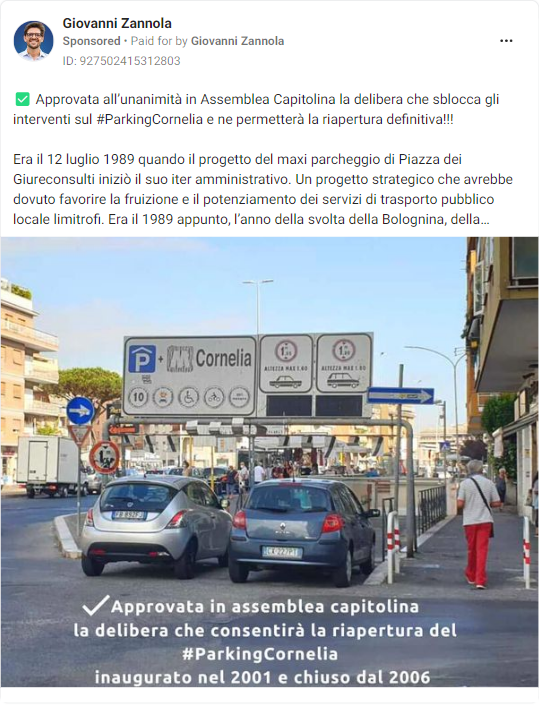 Giovanni Zannola
Sponsored • Paid for by Giovanni Zannola
ID: 927502415312803
✅ Approvata all'unanimità in Assemblea Capitolina la delibera che sblocca gli
interventi sul #ParkingCornelia e ne permetterà la riapertura definitiva!!!
Era il 12 luglio 1989 quando il progetto del maxi parcheggio di Piazza dei
Giureconsulti iniziò il suo iter amministrativo. Un progetto strategico che avrebbe
dovuto favorire la fruizione e il potenziamento dei servizi di trasporto pubblico
locale limitrofi. Era il 1989 appunto, l'anno della svolta della Bolognina, della...
P + M Cornelia
ALTEZZA MAX 1.80
ALTEZZA MAX 1.80
10
✓Approvata in assemblea capitolina
la delibera che consentirà la riapertura del
#ParkingCornelia
inaugurato nel 2001 e chiuso dal 2006